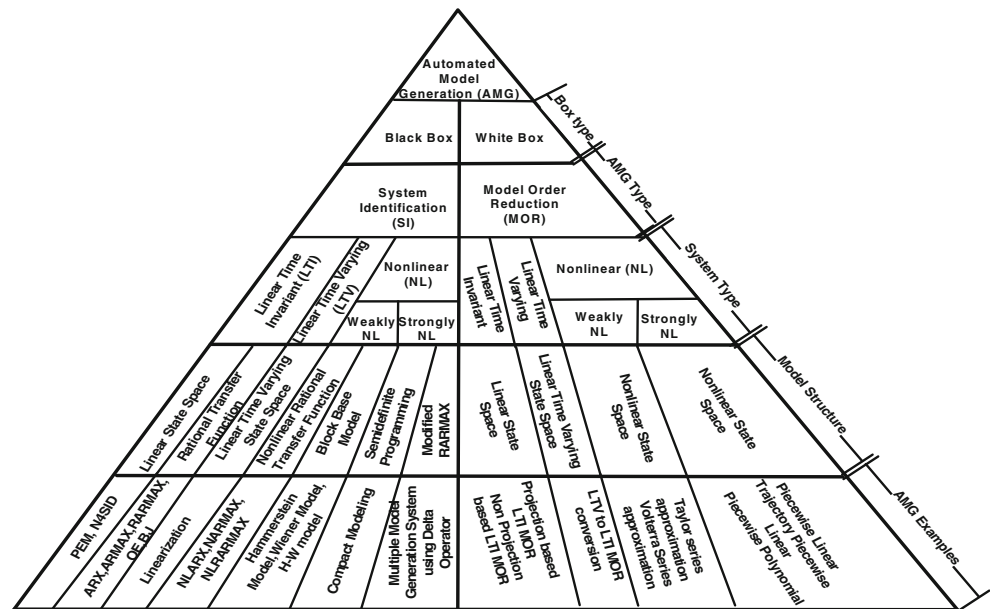 Automated
Model
Generation (AMG)
Black Box
White Box
System
Identification
(SI)
Model Order
Reduction
(MOR)
Linear Time
Invariant (LTI)
Linear Time Varying
(LTV)
Nonlinear
(NL)
Weakly
NL
Strongly
NL
Linear Time
Invariant
Linear Time
Varying
Nonlinear (NL)
Weakly
NL
Strongly
NL
Linear State Space
Rational Transfer
Function
Linear Time Varying
State Space
Nonlinear Rational
Transfer Function
Block Base
Model
Semidefinite
Programming
Modified
RARMAX
Linear State
Space
Linear Time Varying
State Space
Nonlinear State
Space
Nonlinear State
Space
PEM, N4SID
ARX,ARMAX,RARMAX,
OE,BJ
Linearization
NLARX,NARMAX,
NLRARMAX
Hammerstein
Model,Wiener Model,
H-W model
Compact Modeling
Multiple Model
Generation System
using Delta
Operator
Projection based
LTI MOR
Non Projection
based LTI MOR
LTV to LTI MOR
conversion
Taylor series
approximation
Volterra Series
approximation
Piecewise Linear
Trajectory Piecewise
Linear
Piecewise Polynomial
Box type
AMG Type
System Type
Model Structure
AMG Examples